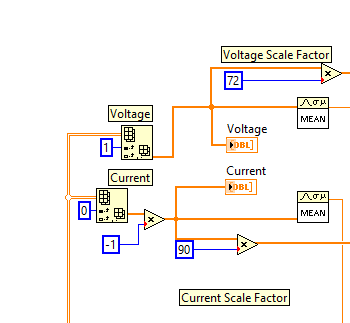 Voltage Scale Factor
72
Voltage
MEAN
1
Voltage
DBL
Current
Current
DBL
0
MEAN
-1
90
Current Scale Factor